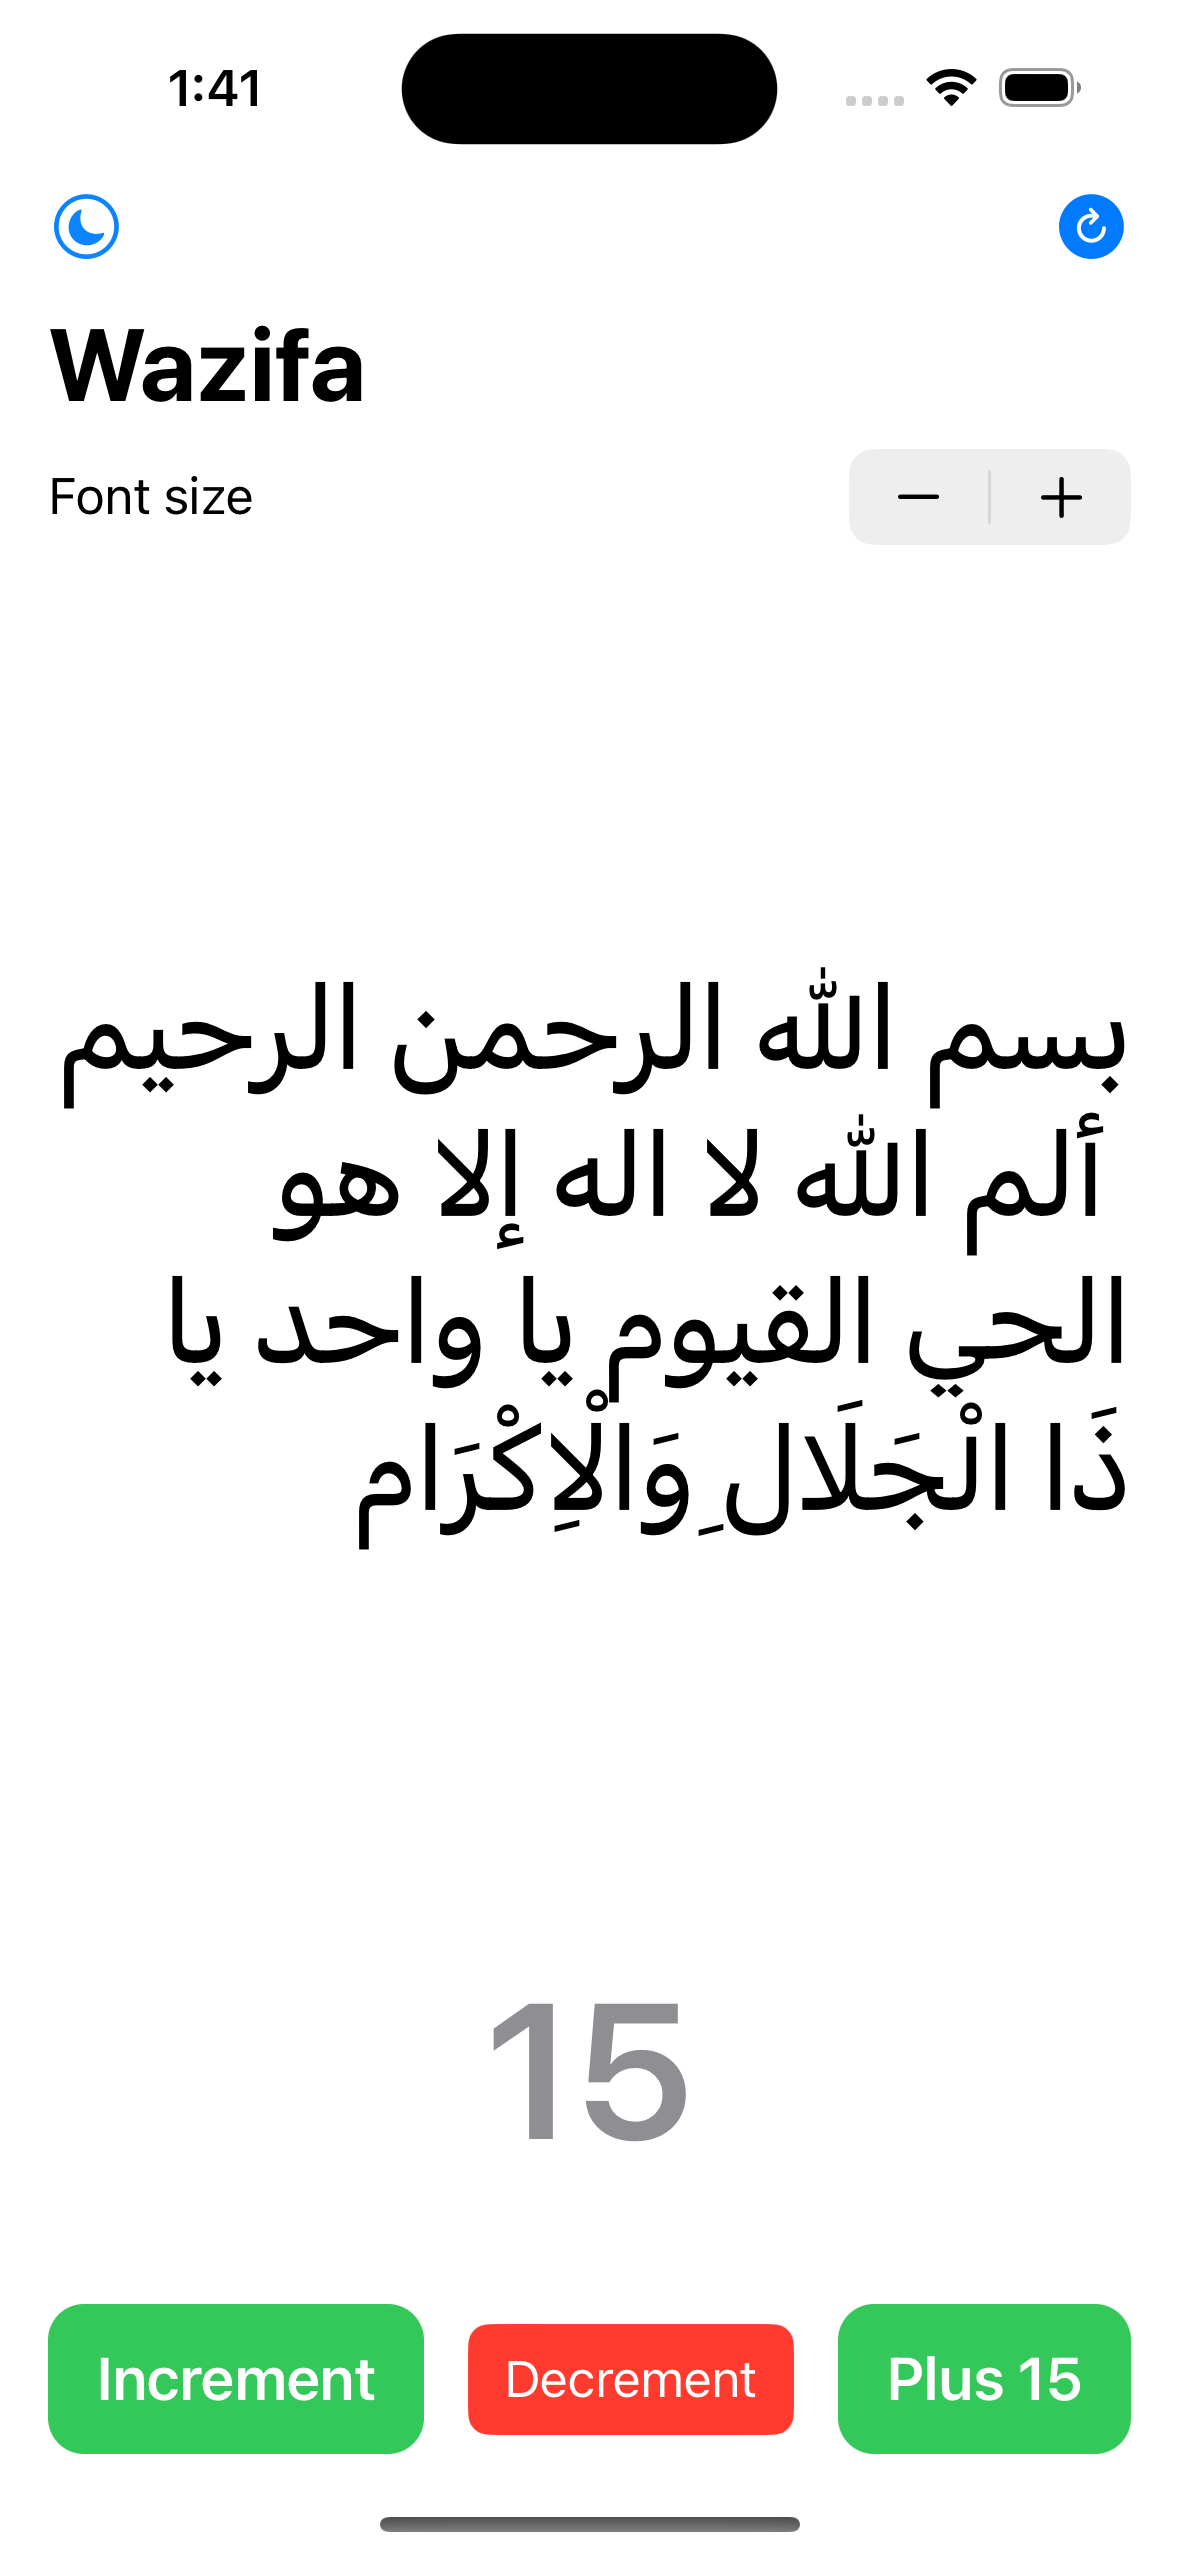 1:41
Wazifa
Font size
بسم الله الرحمن الرحيم
ألم الله لا اله إلا هو
الحي القيوم يا واحد يا
ذَا الْجَلَال ِوَالْاِكْرَام
15
Increment
Decrement
Plus 15